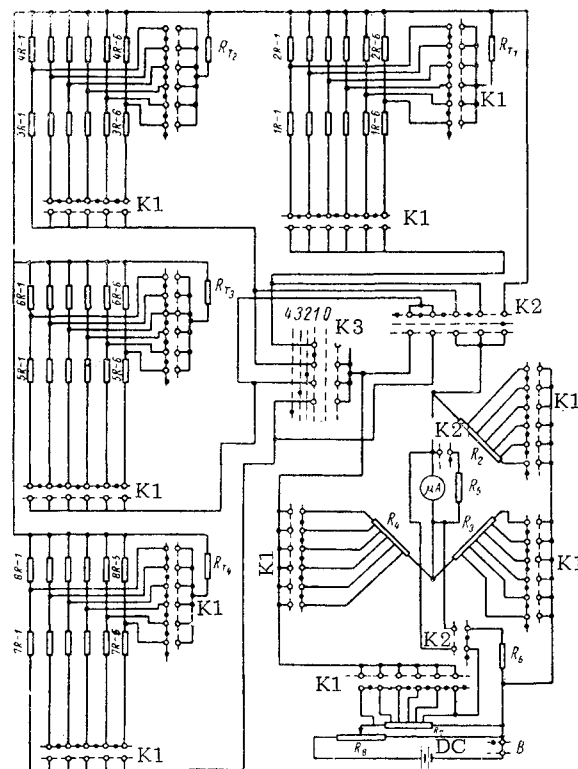 4R-1
4R-6
R_T2
2R-1
2R-6
R_T1
K1
3R-1
3R-6
1R-1
1R-6
K1
K1
6R-1
6R-6
R_T3
K2
43210
K3
5R-1
5R-6
K1
K2
R_2
K1
μA
R_5
R_4
R_3
K1
K1
8R-1
8R-5
R_T4
K1
K2
7R-1
7R-6
R_6
K1
R_7
R_8
DC
B
K1